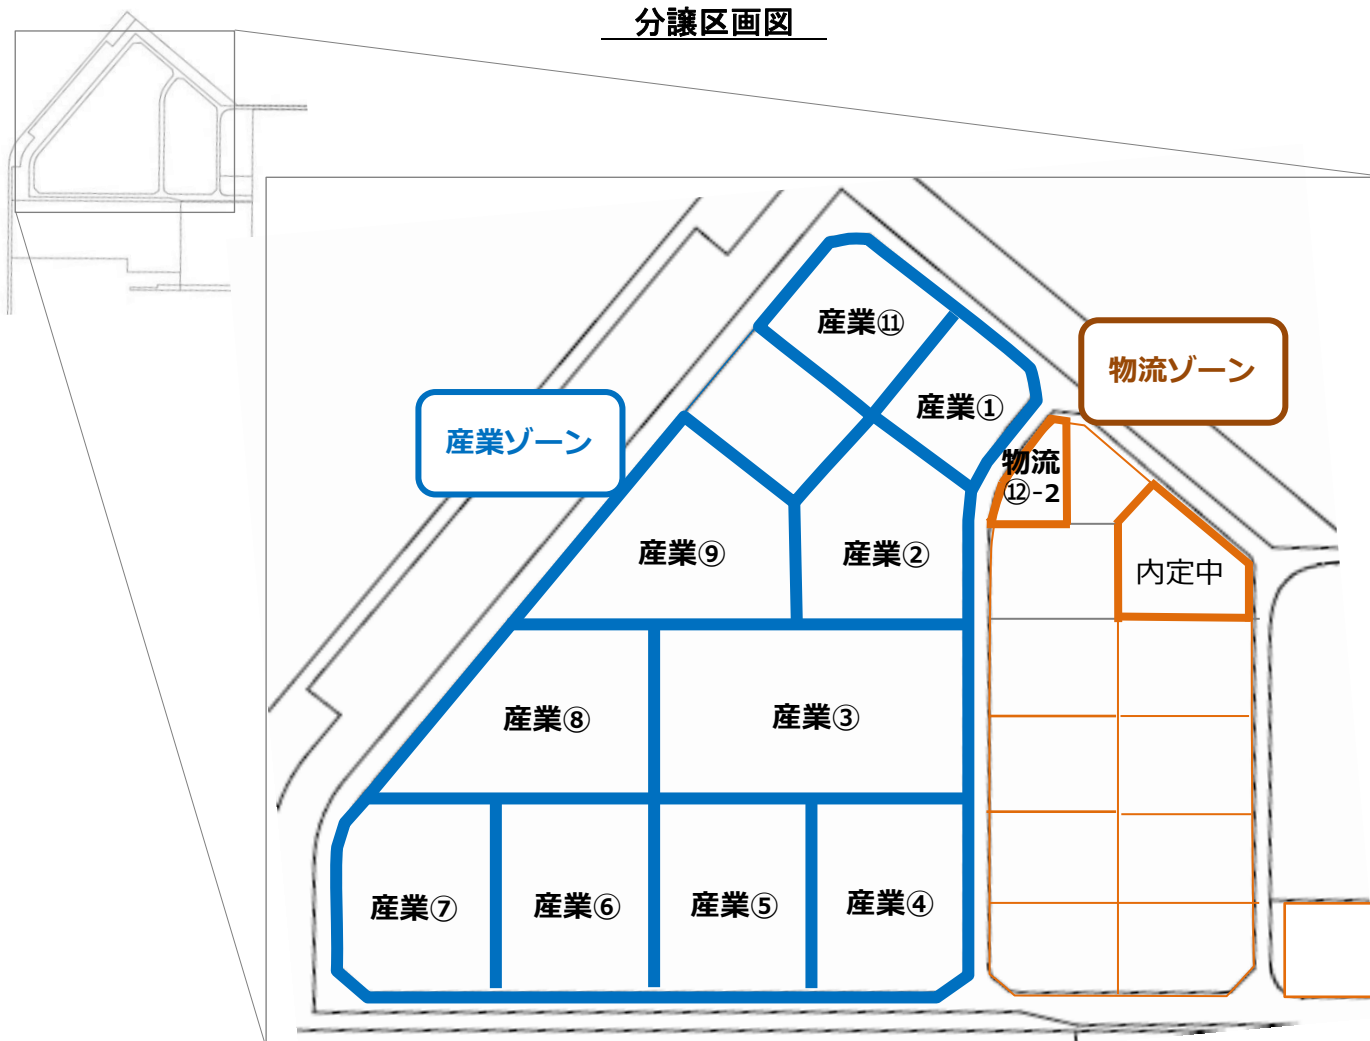 分譲区画図
産業⑪
物流ゾーン
産業①
産業ゾーン
物流
⑫-2
産業⑨
産業②
内定中
産業⑧
産業③
産業⑦
産業⑥
産業⑤
産業④